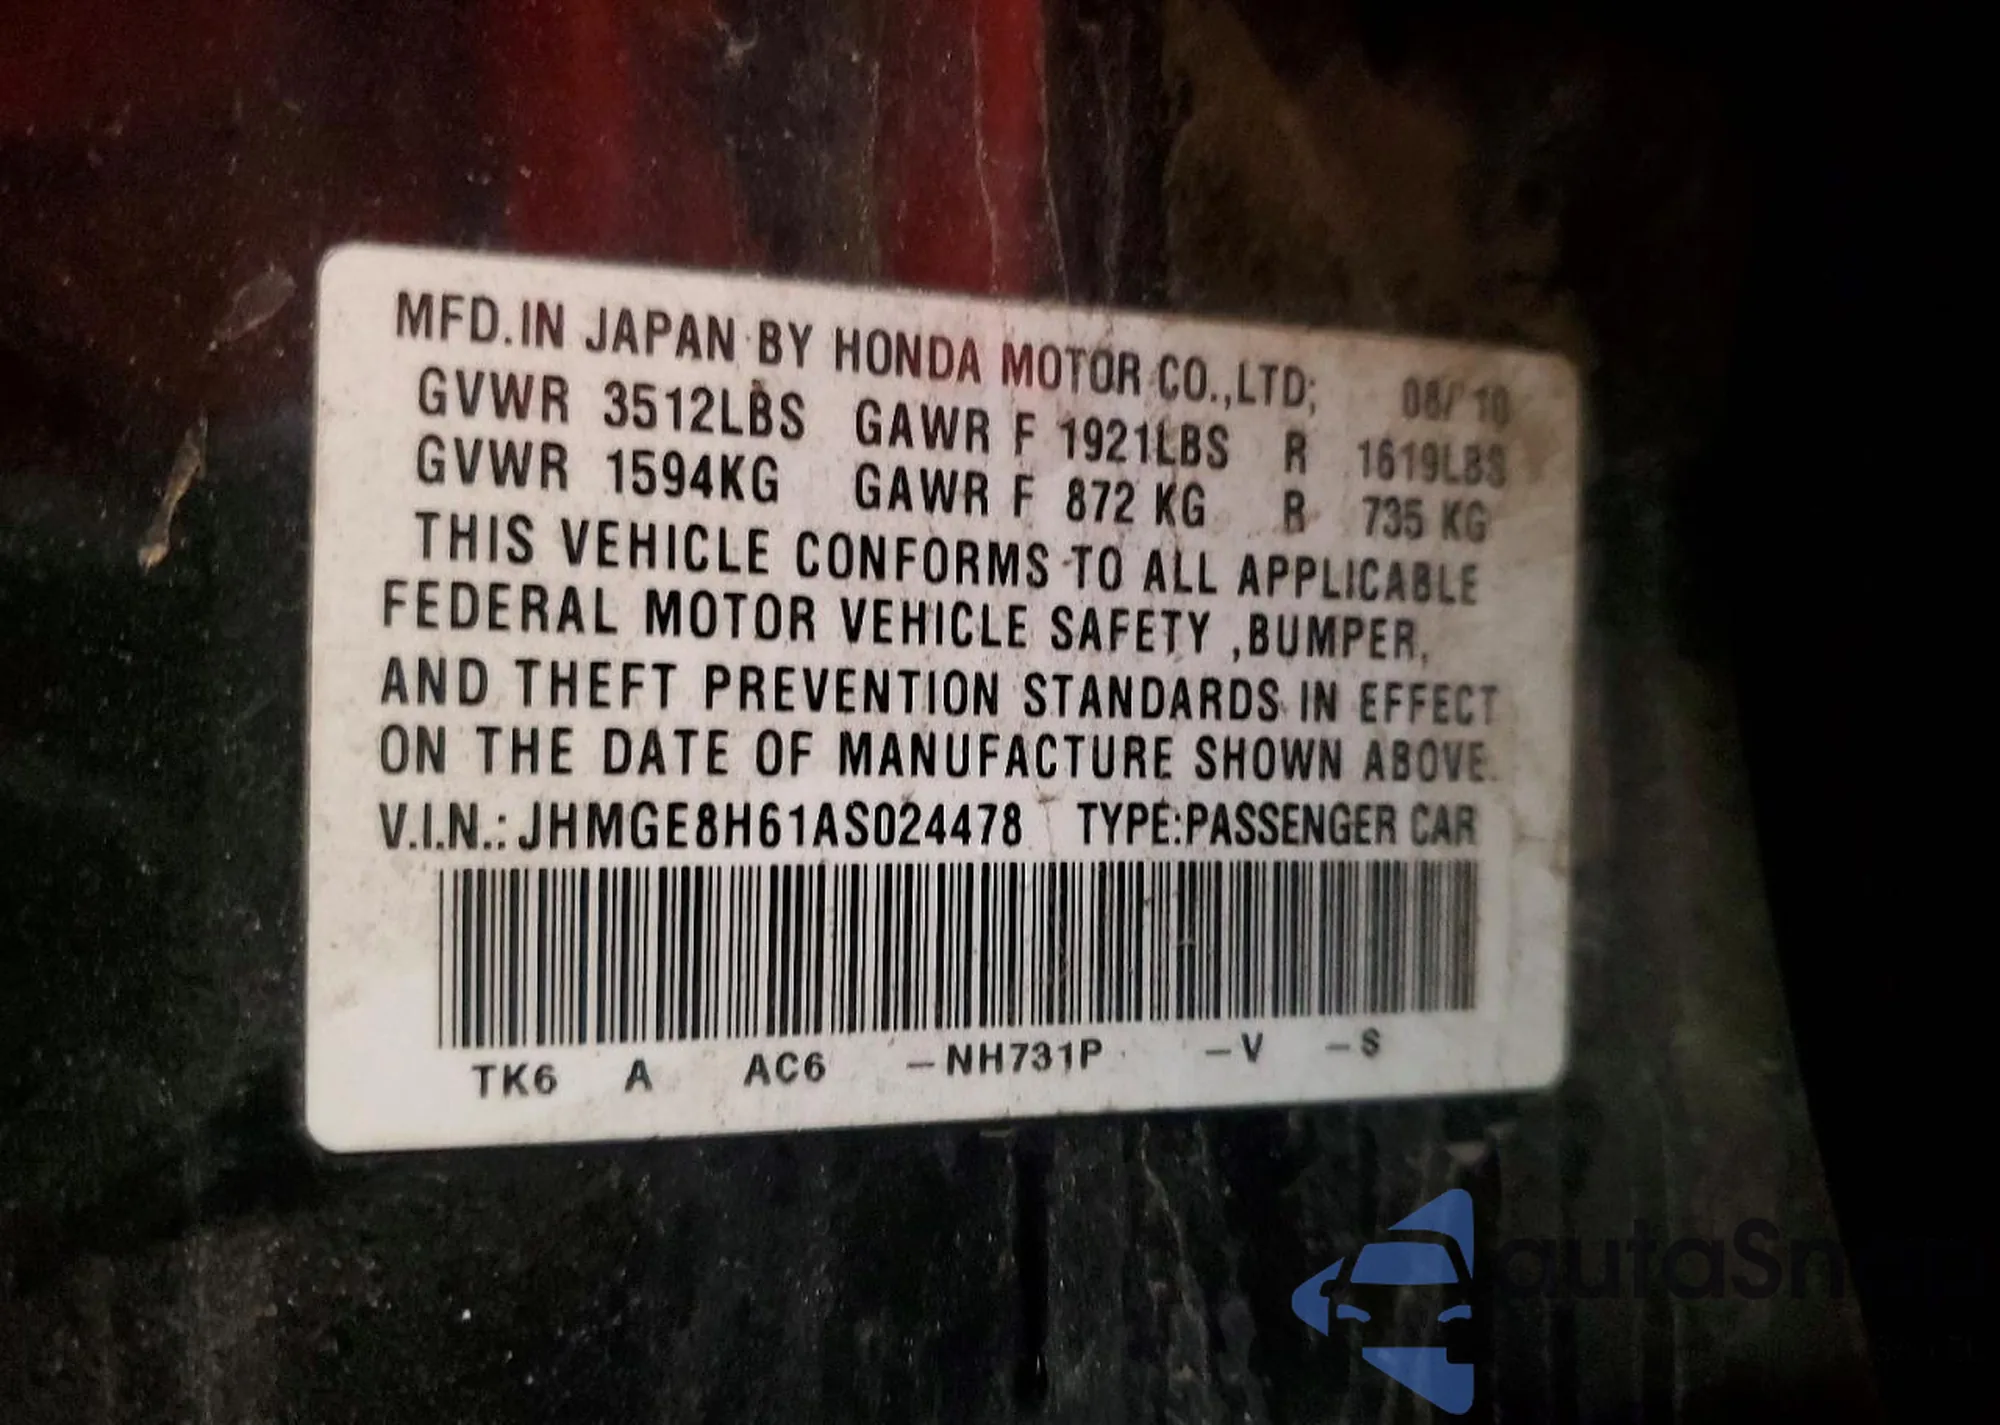 MFD.IN JAPAN BY HONDA MOTOR CO.,LTD; 08/10
GVWR 3512LBS GAWR F 1921LBS R 1619LBS
GVWR 1594KG GAWR F 872 KG R 735 KG
THIS VEHICLE CONFORMS TO ALL APPLICABLE
FEDERAL MOTOR VEHICLE SAFETY ,BUMPER,
AND THEFT PREVENTION STANDARDS IN EFFECT
ON THE DATE OF MANUFACTURE SHOWN ABOVE.
V.I.N.: JHMGE8H61AS024478 TYPE:PASSENGER CAR
TK6 A AC6 –NH731P –V –S
autaSnap